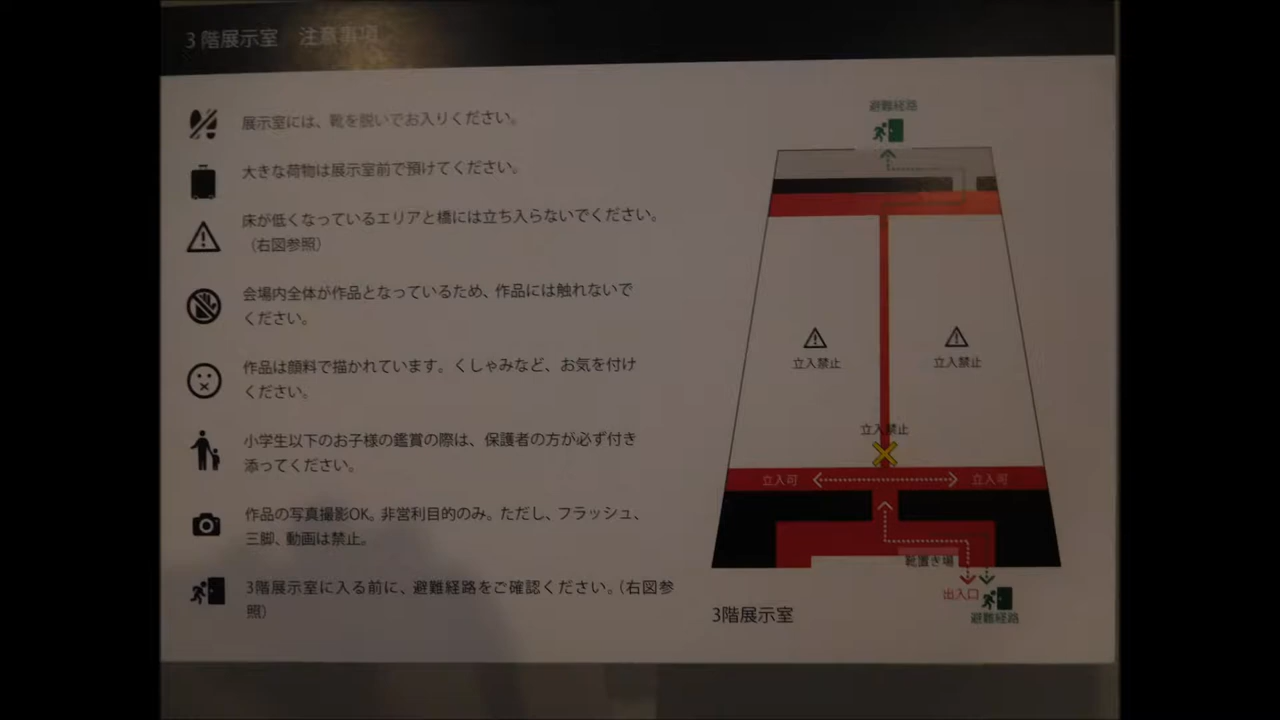 3階展示室 注意事項
展示室には、靴を脱いでお入りください。
大きな荷物は展示室前で預けてください。
床が低くなっているエリアと橋には立ち入らないでください。
（右図参照）
会場内全体が作品となっているため、作品には触れないで
ください。
作品は顔料で描かれています。くしゃみなど、お気を付け
ください。
小学生以下のお子様の鑑賞の際は、保護者の方が必ず付き
添ってください。
作品の写真撮影OK。非営利目的のみ。ただし、フラッシュ、
三脚、動画は禁止。
3階展示室に入る前に、避難経路をご確認ください。（右図参
照）
避難経路
立入禁止
立入禁止
立入禁止
立入可
立入可
靴置き場
出入口
避難経路
3階展示室